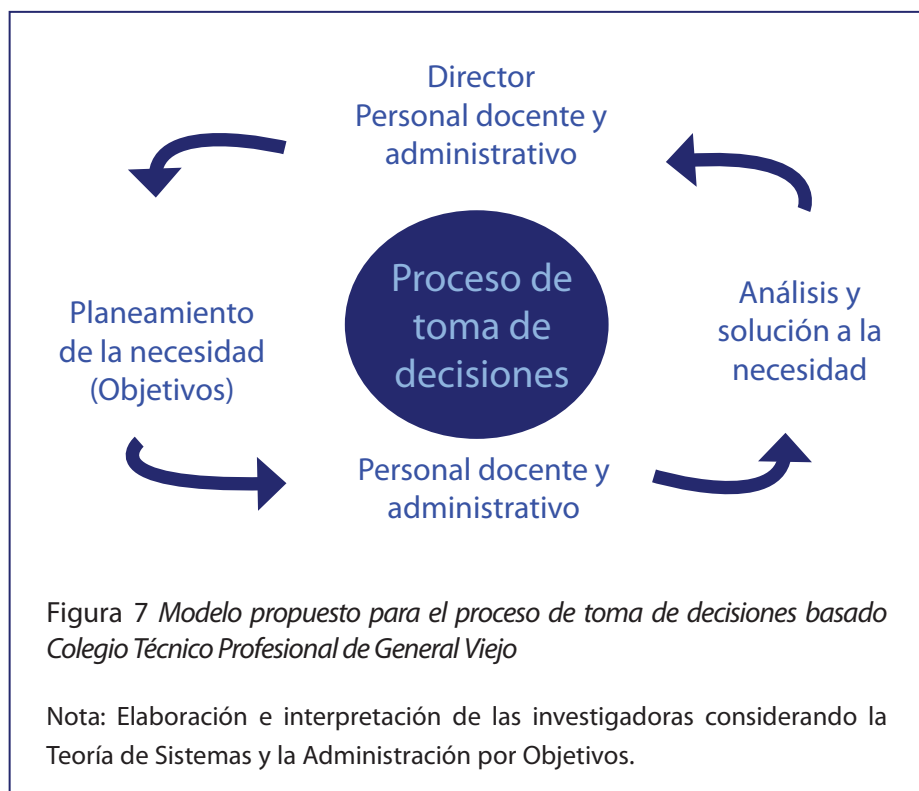 Director
Personal docente y
administrativo
Proceso de
toma de
decisiones
Planeamiento
de la necesidad
(Objetivos)
Análisis y
solución a la
necesidad
Personal docente y
administrativo
Figura 7 Modelo propuesto para el proceso de toma de decisiones basado
Colegio Técnico Profesional de General Viejo
Nota: Elaboración e interpretación de las investigadoras considerando la
Teoría de Sistemas y la Administración por Objetivos.